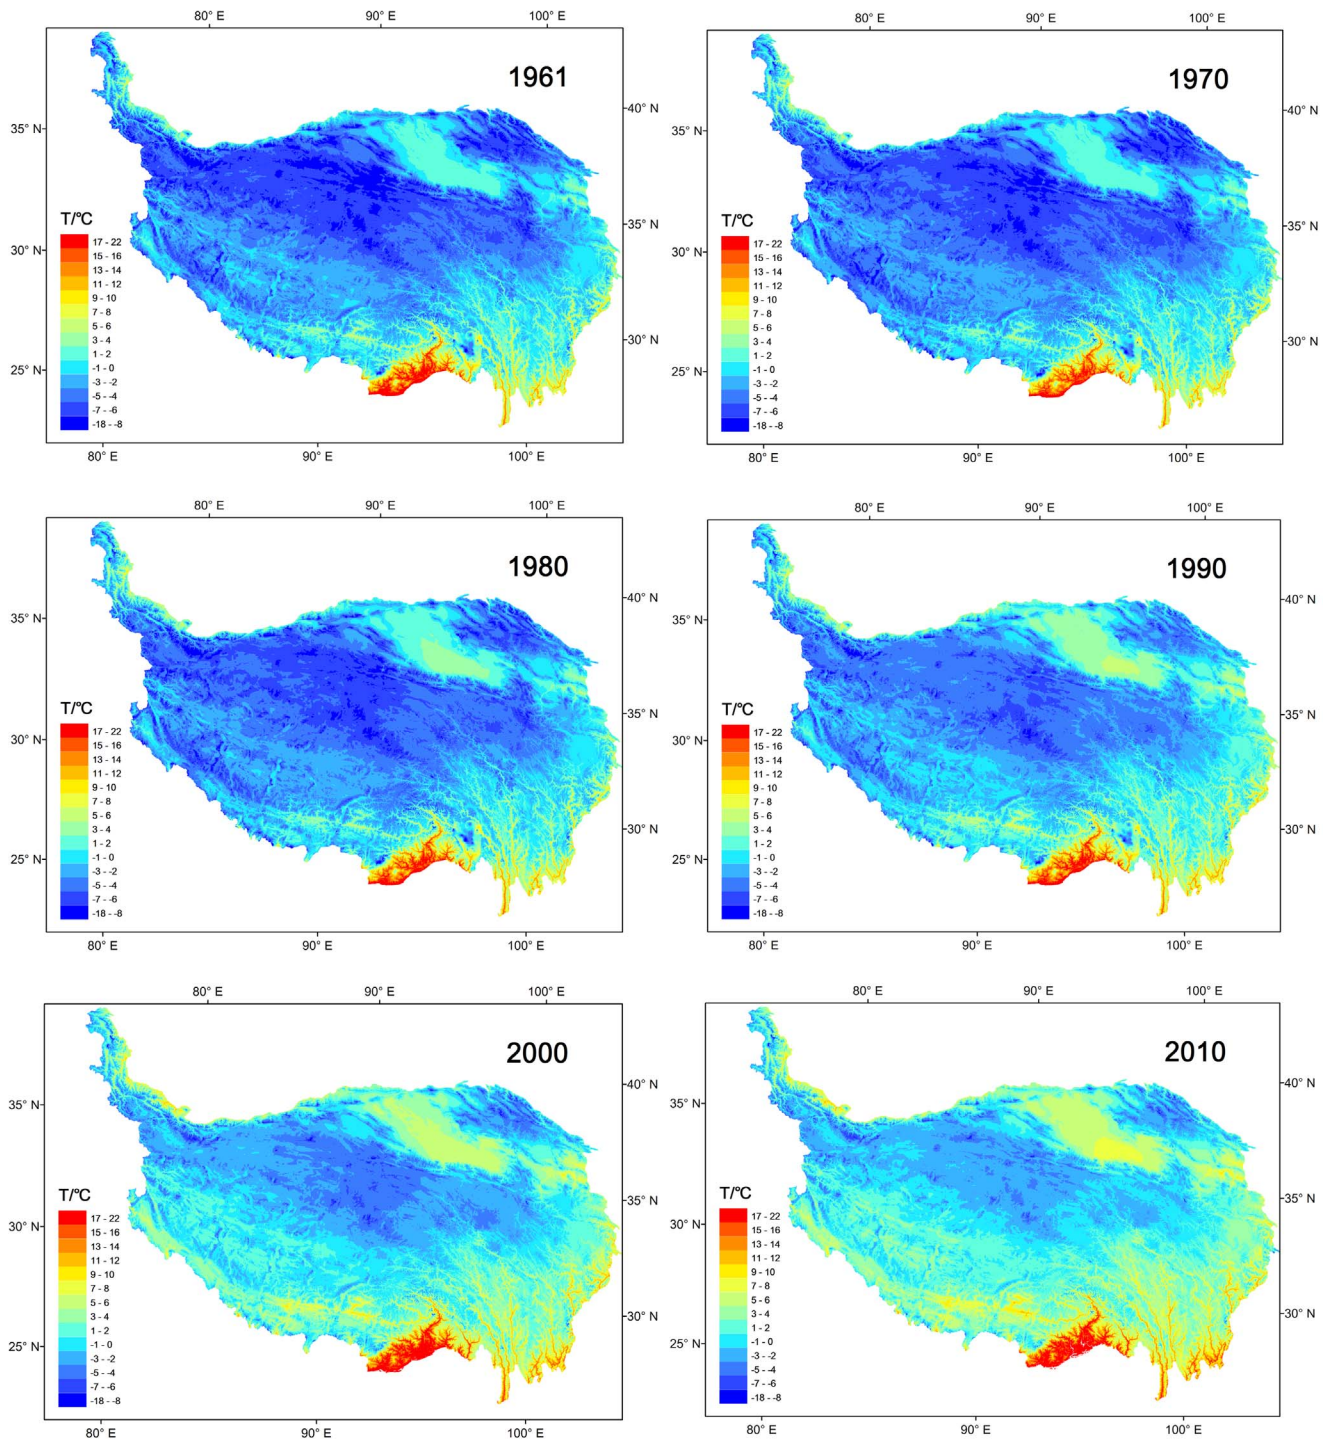 80° E 90° E 100° E
1961
40° N
35° N
35° N
30° N
30° N
25° N
T/°C
17 - 22
15 - 16
13 - 14
11 - 12
9 - 10
7 - 8
5 - 6
3 - 4
1 - 2
-1 - 0
-3 - -2
-5 - -4
-7 - -6
-18 - -8
80° E 90° E 100° E
80° E 90° E 100° E
1970
40° N
35° N
35° N
30° N
30° N
25° N
T/°C
17 - 22
15 - 16
13 - 14
11 - 12
9 - 10
7 - 8
5 - 6
3 - 4
1 - 2
-1 - 0
-3 - -2
-5 - -4
-7 - -6
-18 - -8
80° E 90° E 100° E
80° E 90° E 100° E
1980
40° N
35° N
35° N
30° N
30° N
25° N
T/°C
17 - 22
15 - 16
13 - 14
11 - 12
9 - 10
7 - 8
5 - 6
3 - 4
1 - 2
-1 - 0
-3 - -2
-5 - -4
-7 - -6
-18 - -8
80° E 90° E 100° E
80° E 90° E 100° E
1990
40° N
35° N
35° N
30° N
30° N
25° N
T/°C
17 - 22
15 - 16
13 - 14
11 - 12
9 - 10
7 - 8
5 - 6
3 - 4
1 - 2
-1 - 0
-3 - -2
-5 - -4
-7 - -6
-18 - -8
80° E 90° E 100° E
80° E 90° E 100° E
2000
40° N
35° N
35° N
30° N
30° N
25° N
T/°C
17 - 22
15 - 16
13 - 14
11 - 12
9 - 10
7 - 8
5 - 6
3 - 4
1 - 2
-1 - 0
-3 - -2
-5 - -4
-7 - -6
-18 - -8
80° E 90° E 100° E
80° E 90° E 100° E
2010
40° N
35° N
35° N
30° N
30° N
25° N
T/°C
17 - 22
15 - 16
13 - 14
11 - 12
9 - 10
7 - 8
5 - 6
3 - 4
1 - 2
-1 - 0
-3 - -2
-5 - -4
-7 - -6
-18 - -8
80° E 90° E 100° E